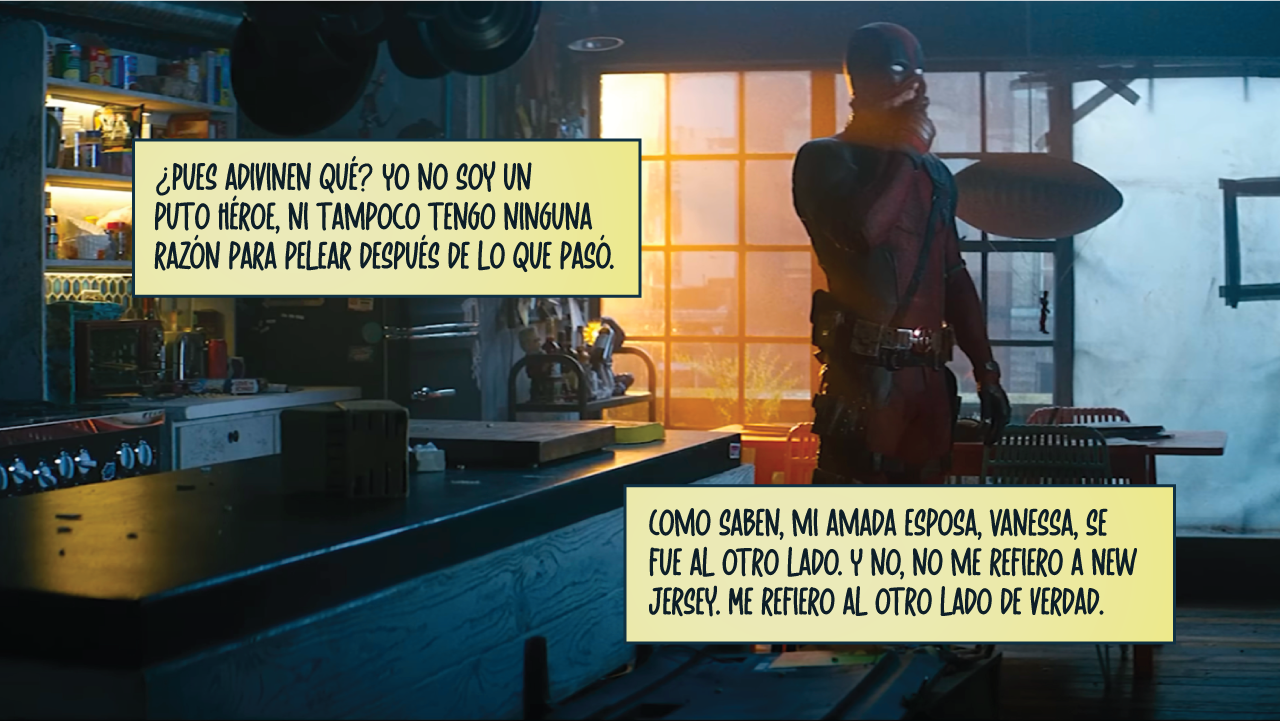 ¿PUES ADIVINEN QUÉ? YO NO SOY UN
PUTO HÉROE, NI TAMPOCO TENGO NINGUNA
RAZÓN PARA PELEAR DESPUÉS DE LO QUE PASÓ.
COMO SABEN, MI AMADA ESPOSA, VANESSA, SE
FUE AL OTRO LADO. Y NO, NO ME REFIERO A NEW
JERSEY. ME REFIERO AL OTRO LADO DE VERDAD.